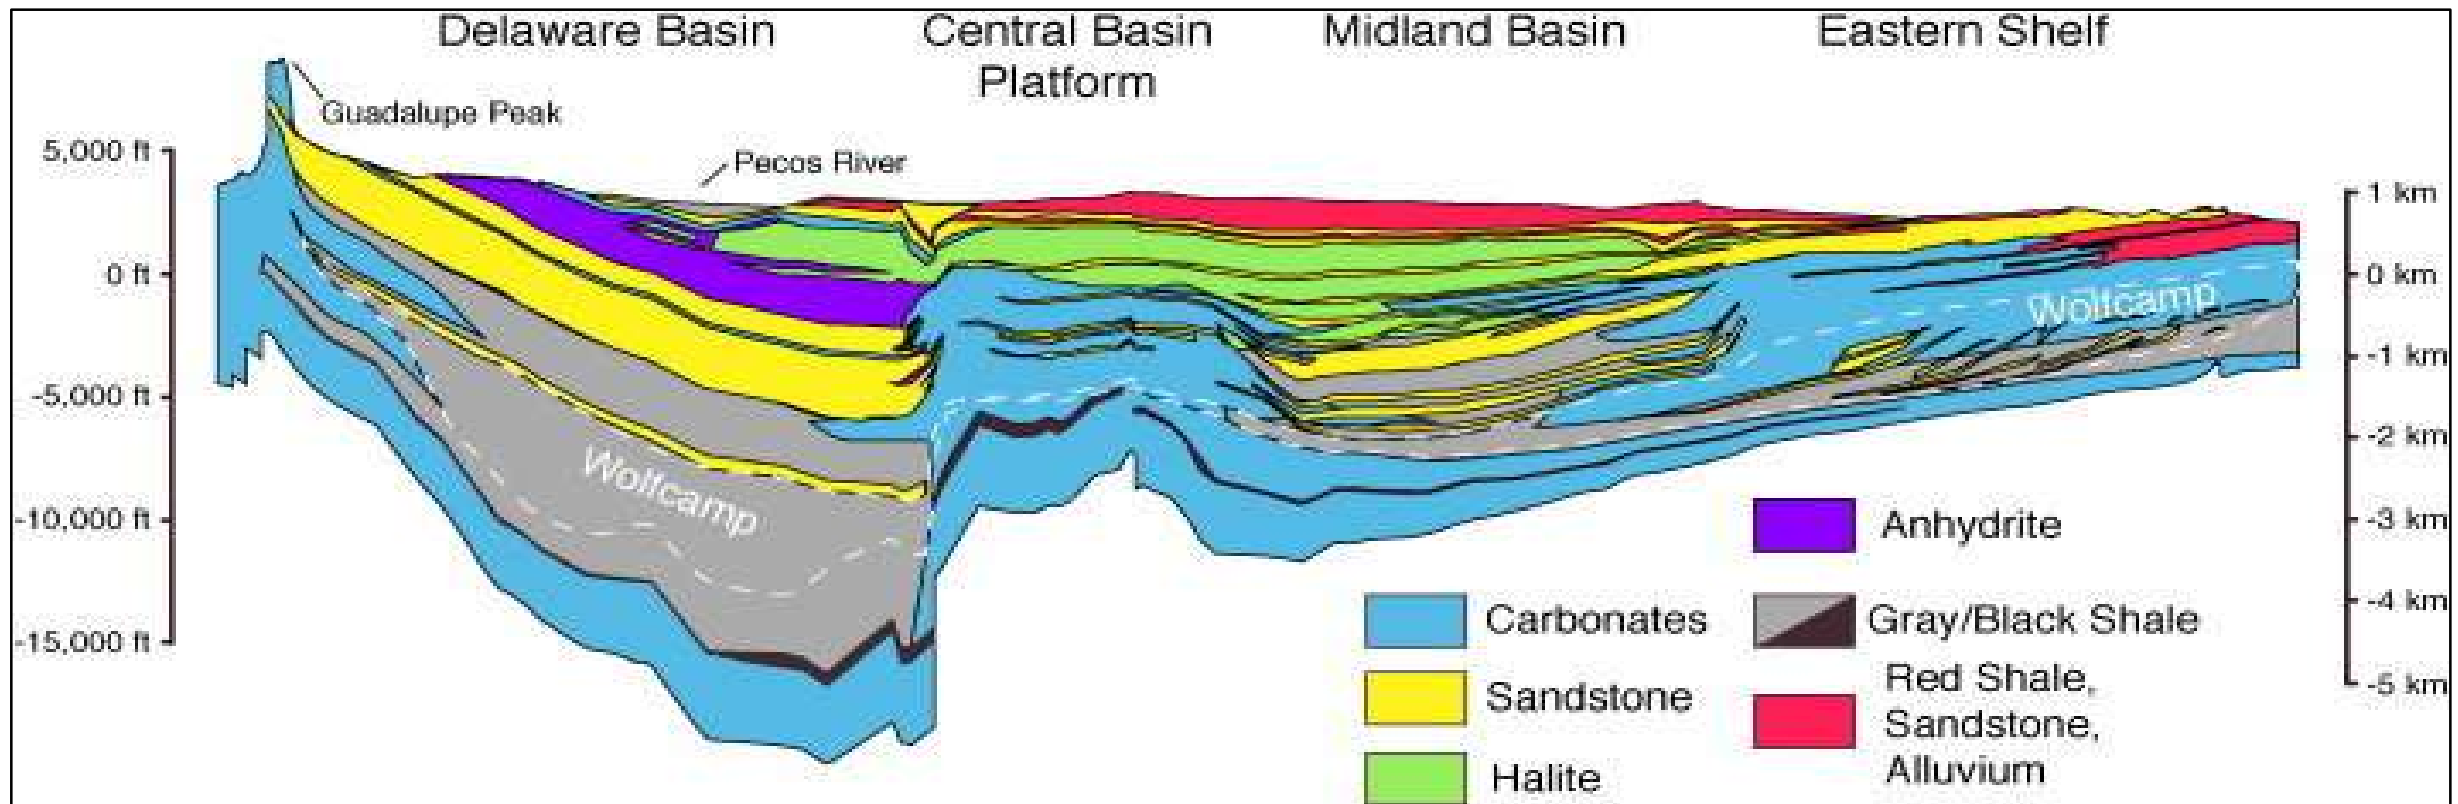 Delaware Basin
Central Basin
Platform
Midland Basin
Eastern Shelf
Guadalupe Peak
Pecos River
5,000 ft
0 ft
-5,000 ft
-10,000 ft
-15,000 ft
1 km
0 km
-1 km
-2 km
-3 km
-4 km
-5 km
Wolfcamp
Wolfcamp
Carbonates
Sandstone
Halite
Anhydrite
Gray/Black Shale
Red Shale,
Sandstone,
Alluvium